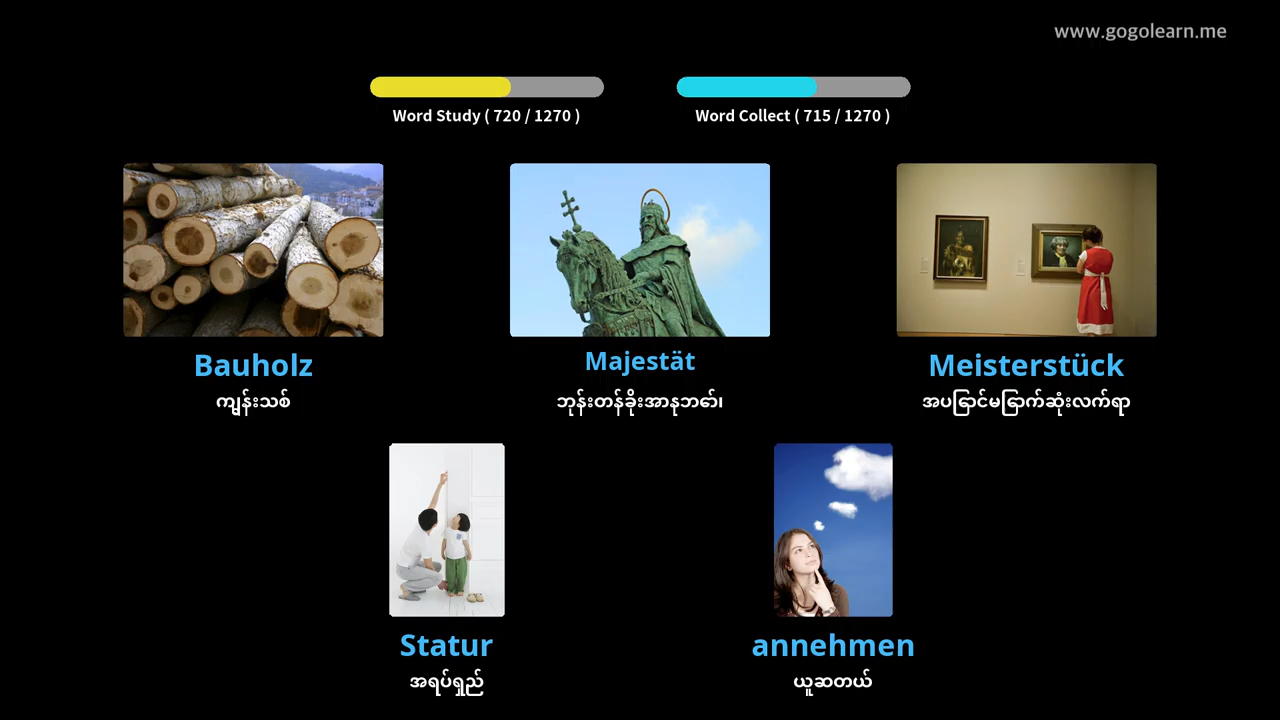 www.gogolearn.me
Word Study ( 720 / 1270 )
Word Collect ( 715 / 1270 )
Bauholz
ကျွန်းသစ်
Majestät
ဘုန်းတန်ခိုးအာနုဘော်၊
Meisterstück
အပြောင်မြောက်ဆုံးလက်ရာ
Statur
အရပ်ရှည်
annehmen
ယူဆတယ်